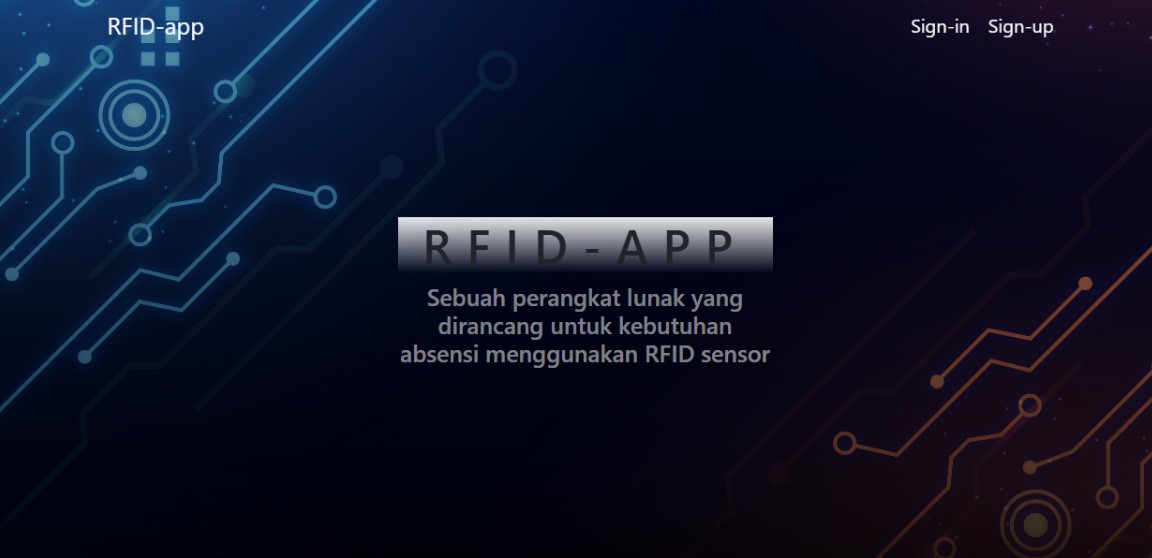 RFID-app
Sign-in Sign-up
RFID-APP
Sebuah perangkat lunak yang
dirancang untuk kebutuhan
absensi menggunakan RFID sensor